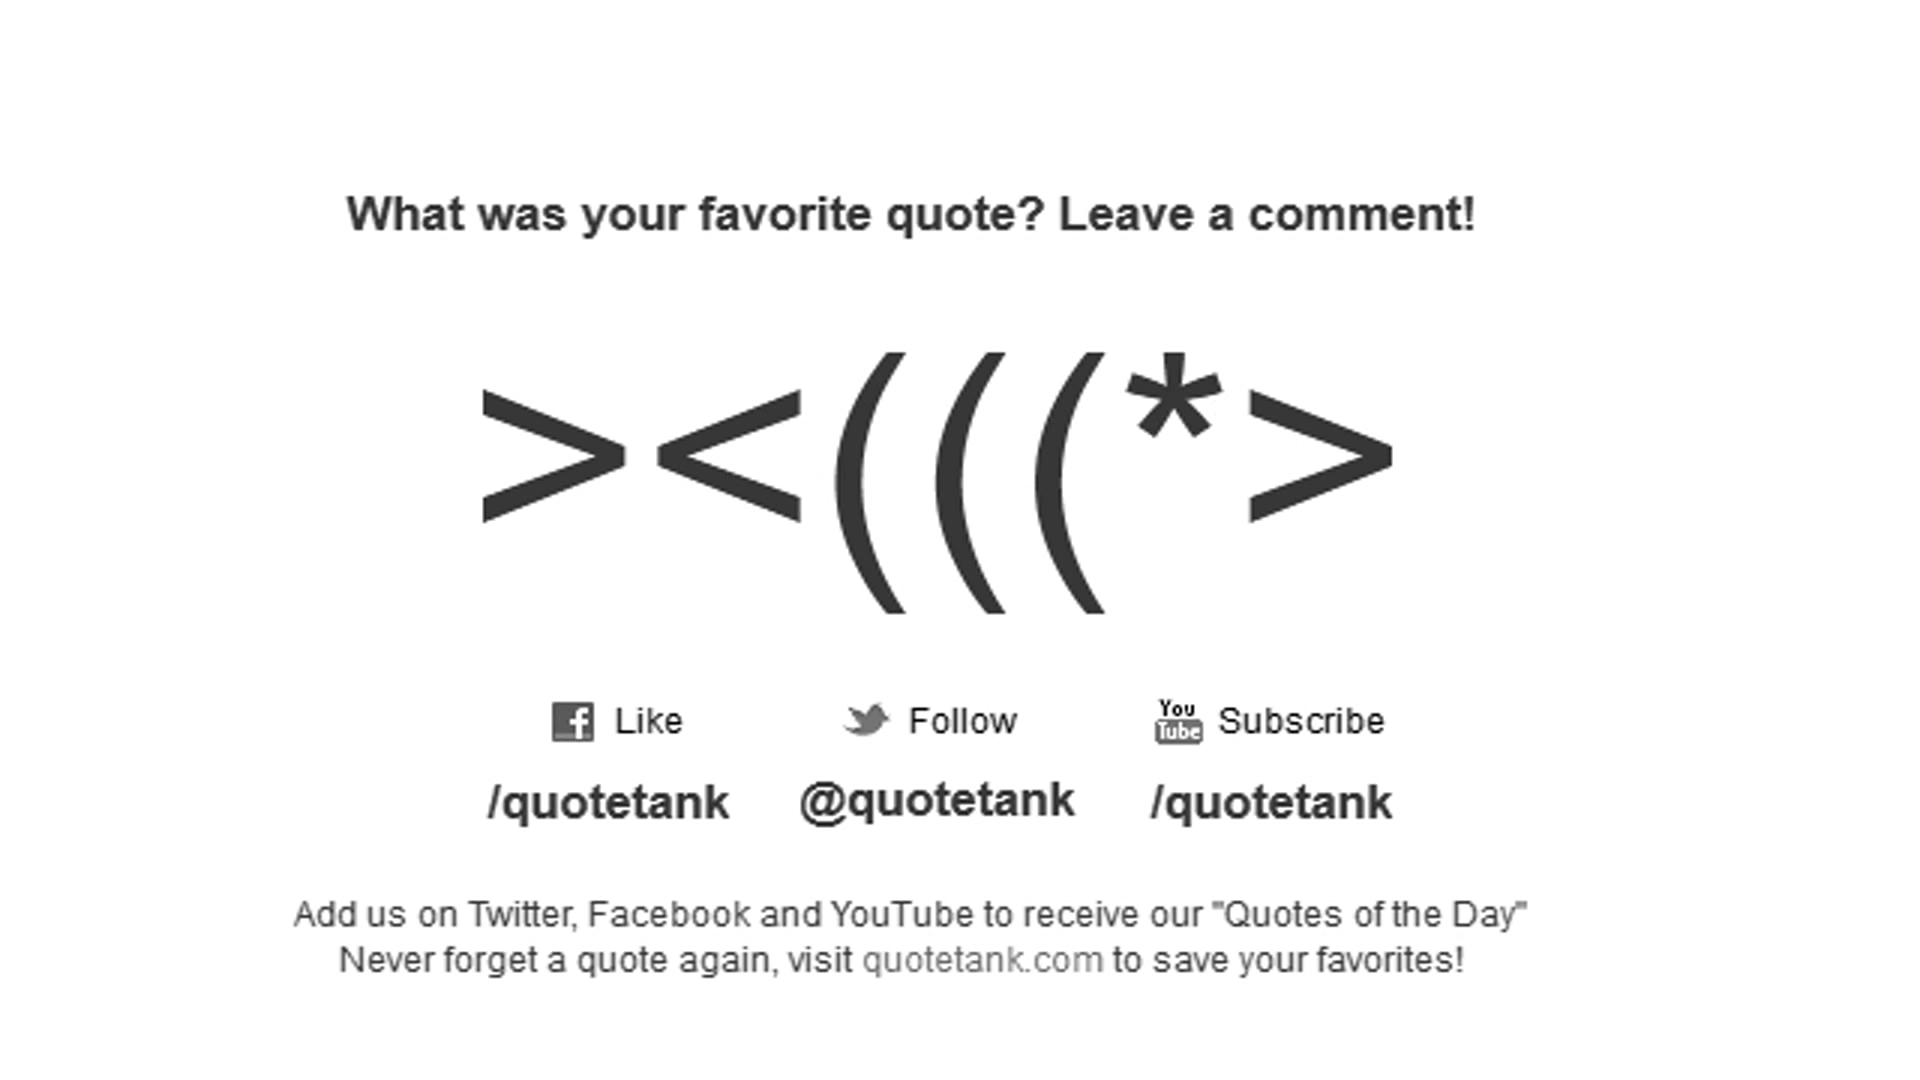 What was your favorite quote? Leave a comment!
><(((*>
f Like Follow You Tube Subscribe
/quotetank @quotetank /quotetank
Add us on Twitter, Facebook and YouTube to receive our "Quotes of the Day"
Never forget a quote again, visit quotetank.com to save your favorites!